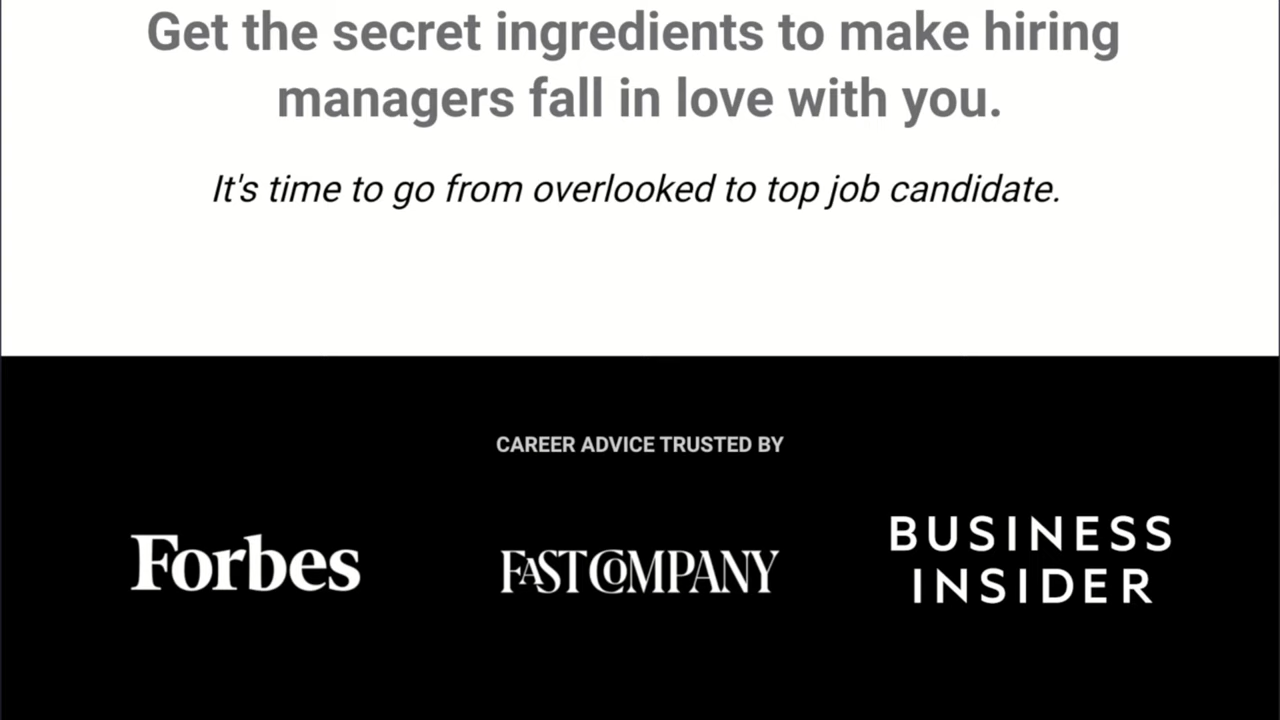 Get the secret ingredients to make hiring
managers fall in love with you.
It's time to go from overlooked to top job candidate.
CAREER ADVICE TRUSTED BY
Forbes
FAST COMPANY
BUSINESS
INSIDER